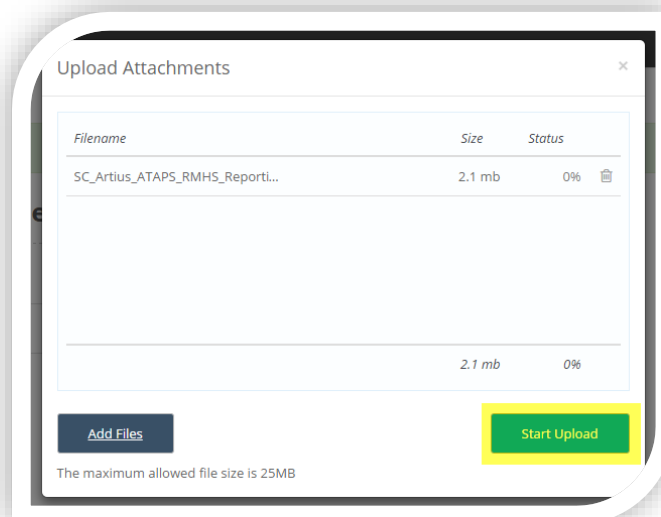 Upload Attachments ×
Filename Size Status
SC_Artius_ATAPS_RMHS_Reporti... 2.1 mb 0%
2.1 mb 0%
Add Files Start Upload
The maximum allowed file size is 25MB